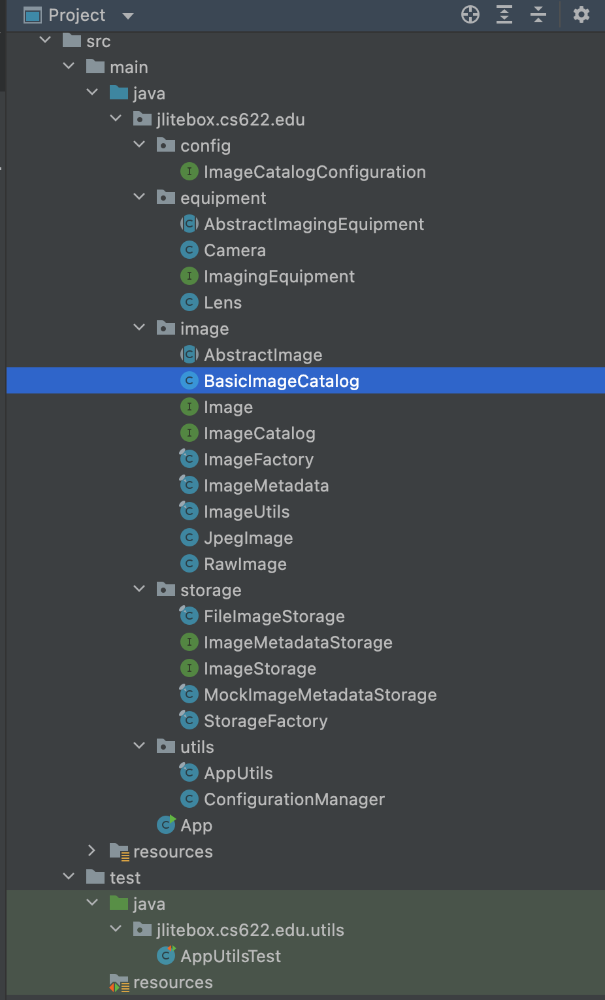 Project
src
main
java
jlitebox.cs622.edu
config
ImageCatalogConfiguration
equipment
AbstractImagingEquipment
Camera
ImagingEquipment
Lens
image
AbstractImage
BasicImageCatalog
Image
ImageCatalog
ImageFactory
ImageMetadata
ImageUtils
JpegImage
RawImage
storage
FileImageStorage
ImageMetadataStorage
ImageStorage
MockImageMetadataStorage
StorageFactory
utils
AppUtils
ConfigurationManager
App
resources
test
java
jlitebox.cs622.edu.utils
AppUtilsTest
resources